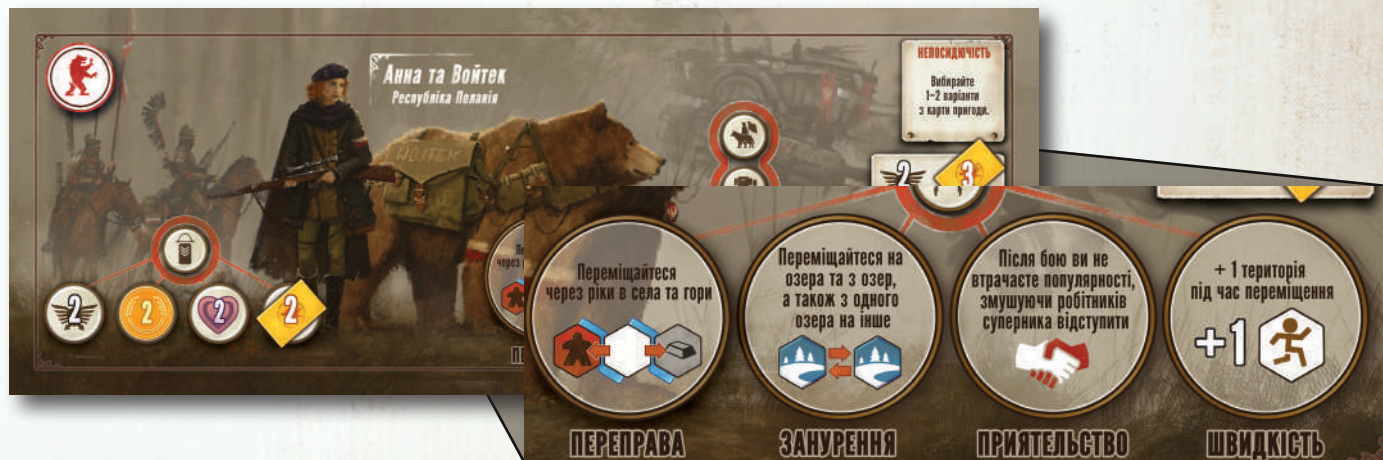 Анна та Войтек
Республіка Поланія
НЕПОСИДЮЧІСТЬ
Вибирайте
1-2 варіанти
з карти пригоди.
WOJTEK
2
3
2
2
2
2
через
Переміщайтеся
через ріки в села та гори
ПЕРЕПРАВА
Переміщайтеся на
озера та з озер,
а також з одного
озера на інше
ЗАНУРЕННЯ
Після бою ви не
втрачаєте популярності,
змушуючи робітників
суперника відступити
ПРИЯТЕЛЬСТВО
+ 1 територія
під час переміщення
+1
ШВИДКІСТЬ